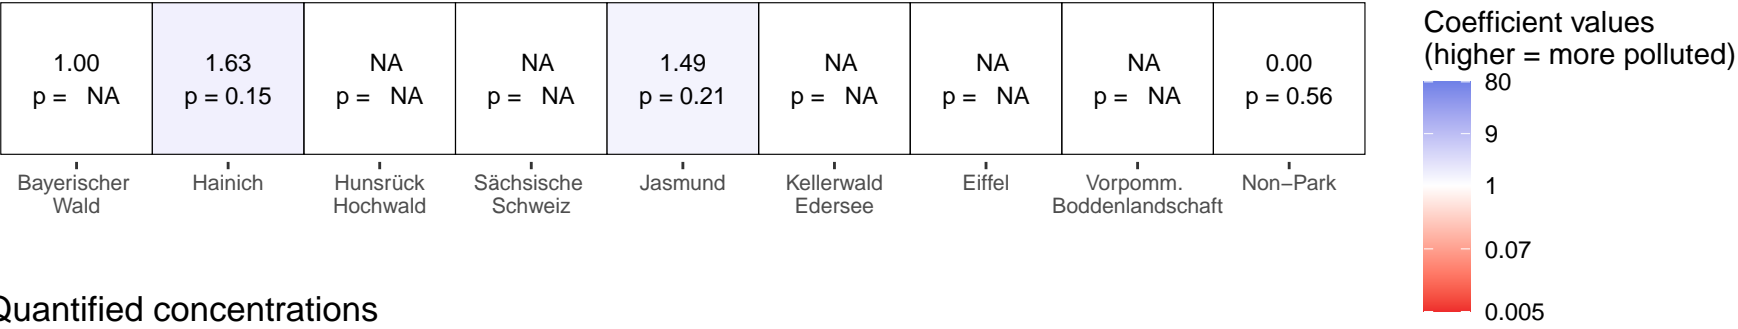 1.00 1.63 NA NA 1.49 NA NA NA 0.00
p = NA p = 0.15 p = NA p = NA p = 0.21 p = NA p = NA p = NA p = 0.56
Bayerischer Hainich Hunsrück Sächsische Jasmund Kellerwald Eiffel Vorpomm. Non−Park
Wald Hochwald Schweiz Edersee Boddenlandschaft
Coefficient values
(higher = more polluted)
80
9
1
0.07
0.005
Quantified concentrations